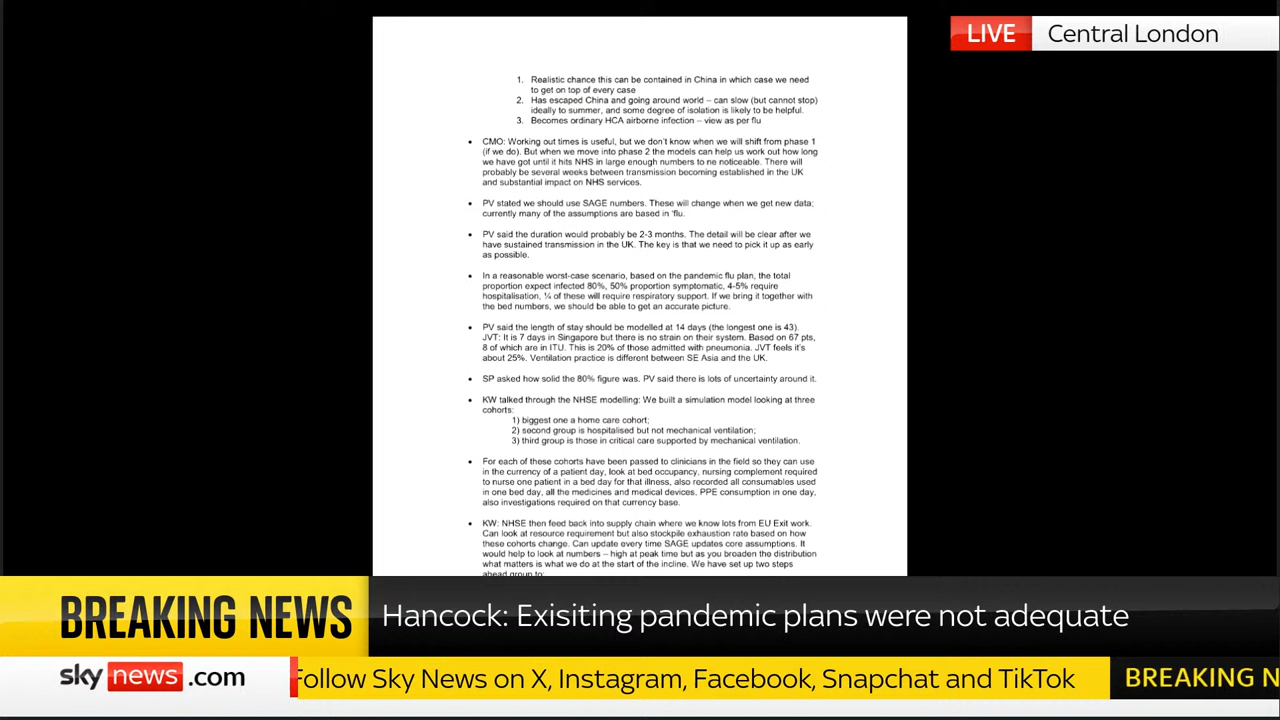 LIVE Central London
1. Realistic chance this can be contained in China in which case we need
to get on top of every case
2. Has escaped China and going around world – can slow (but cannot stop)
ideally to summer, and some degree of isolation is likely to be helpful.
3. Becomes ordinary HCA airborne infection – view as per flu
• CMO: Working out times is useful, but we don't know when we will shift from phase 1
(if we do). But when we move into phase 2 the models can help us work out how long
we have got until it hits NHS in large enough numbers to ne noticeable. There will
probably be several weeks between transmission becoming established in the UK
and substantial impact on NHS services.
• PV stated we should use SAGE numbers. These will change when we get new data;
currently many of the assumptions are based in 'flu.
• PV said the duration would probably be 2-3 months. The detail will be clear after we
have sustained transmission in the UK. The key is that we need to pick it up as early
as possible.
• In a reasonable worst-case scenario, based on the pandemic flu plan, the total
proportion expect infected 80%, 50% proportion symptomatic, 4-5% require
hospitalisation, ¼ of these will require respiratory support. If we bring it together with
the bed numbers, we should be able to get an accurate picture.
• PV said the length of stay should be modelled at 14 days (the longest one is 43).
JVT: It is 7 days in Singapore but there is no strain on their system. Based on 67 pts,
8 of which are in ITU. This is 20% of those admitted with pneumonia. JVT feels it's
about 25%. Ventilation practice is different between SE Asia and the UK.
• SP asked how solid the 80% figure was. PV said there is lots of uncertainty around it.
• KW talked through the NHSE modelling: We built a simulation model looking at three
cohorts:
1) biggest one a home care cohort;
2) second group is hospitalised but not mechanical ventilation;
3) third group is those in critical care supported by mechanical ventilation.
• For each of these cohorts have been passed to clinicians in the field so they can use
in the currency of a patient day, look at bed occupancy, nursing complement required
to nurse one patient in a bed day for that illness, also recorded all consumables used
in one bed day, all the medicines and medical devices, PPE consumption in one day,
also investigations required on that currency base.
• KW: NHSE then feed back into supply chain where we know lots from EU Exit work.
Can look at resource requirement but also stockpile exhaustion rate based on how
these cohorts change. Can update every time SAGE updates core assumptions. It
would help to look at numbers – high at peak time but as you broaden the distribution
what matters is what we do at the start of the incline. We have set up two steps
ahead group to:
BREAKING NEWS Hancock: Exisiting pandemic plans were not adequate
sky news .com Follow Sky News on X, Instagram, Facebook, Snapchat and TikTok BREAKING N